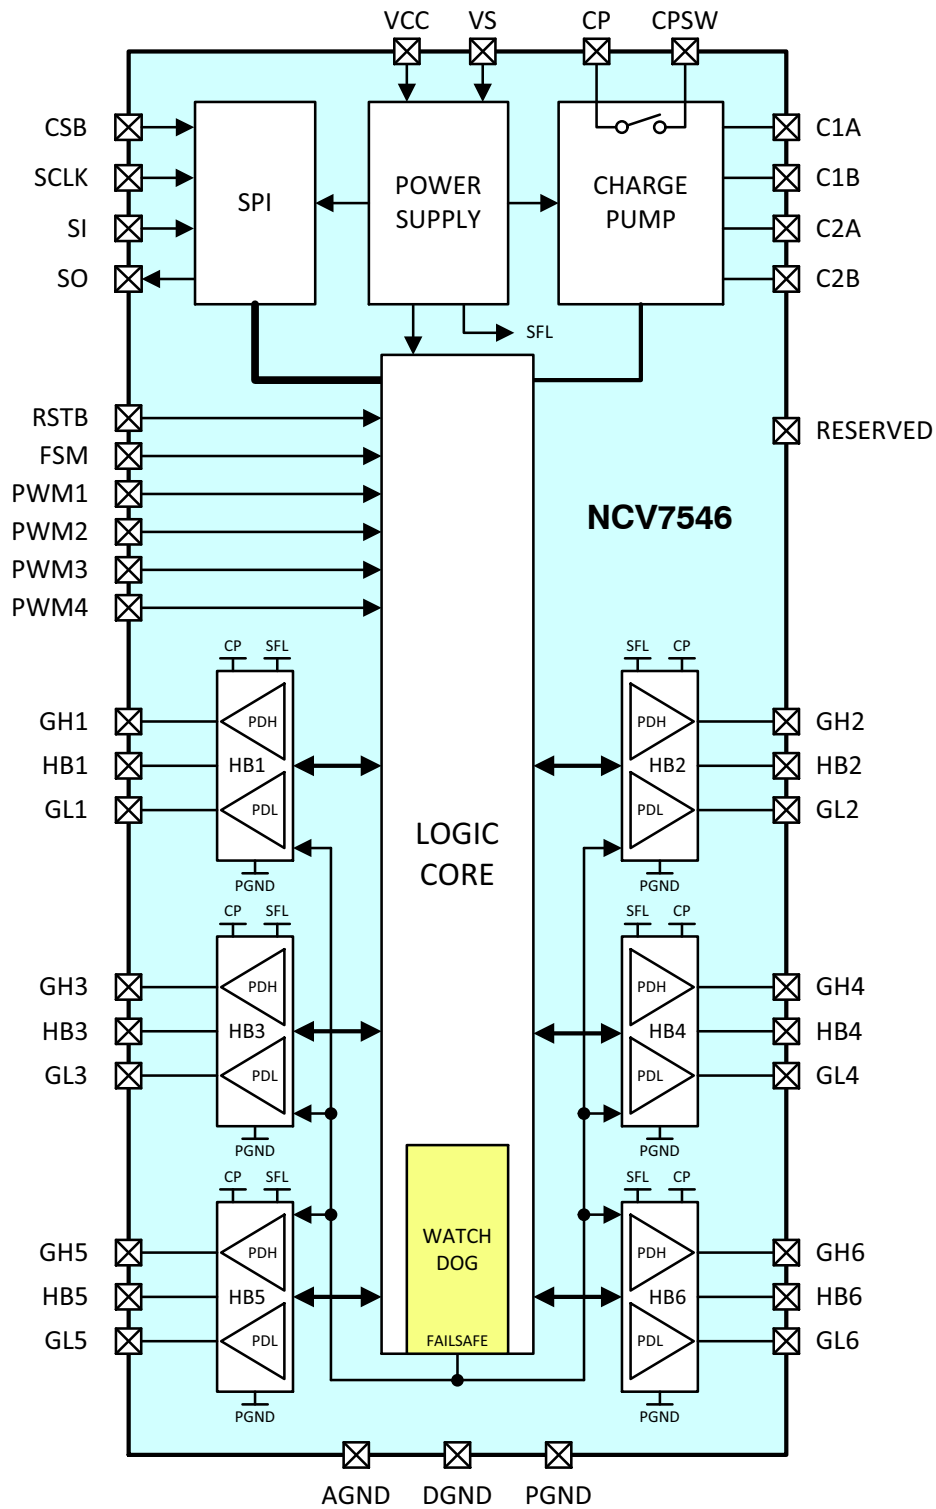 VCC VS CP CPSW
CSB C1A
SCLK C1B
SI C2A
SO C2B
SPI
POWER
SUPPLY
CHARGE
PUMP
SFL
RSTB
FSM
PWM1
PWM2
PWM3
PWM4
RESERVED
NCV7546
CP SFL
PDH
HB1
PDL
PGND
GH1
HB1
GL1
SFL CP
PDH
HB2
PDL
PGND
GH2
HB2
GL2
LOGIC
CORE
CP SFL
PDH
HB3
PDL
PGND
GH3
HB3
GL3
SFL CP
PDH
HB4
PDL
PGND
GH4
HB4
GL4
CP SFL
PDH
HB5
PDL
PGND
GH5
HB5
GL5
WATCH
DOG
FAILSAFE
SFL CP
PDH
HB6
PDL
PGND
GH6
HB6
GL6
AGND DGND PGND